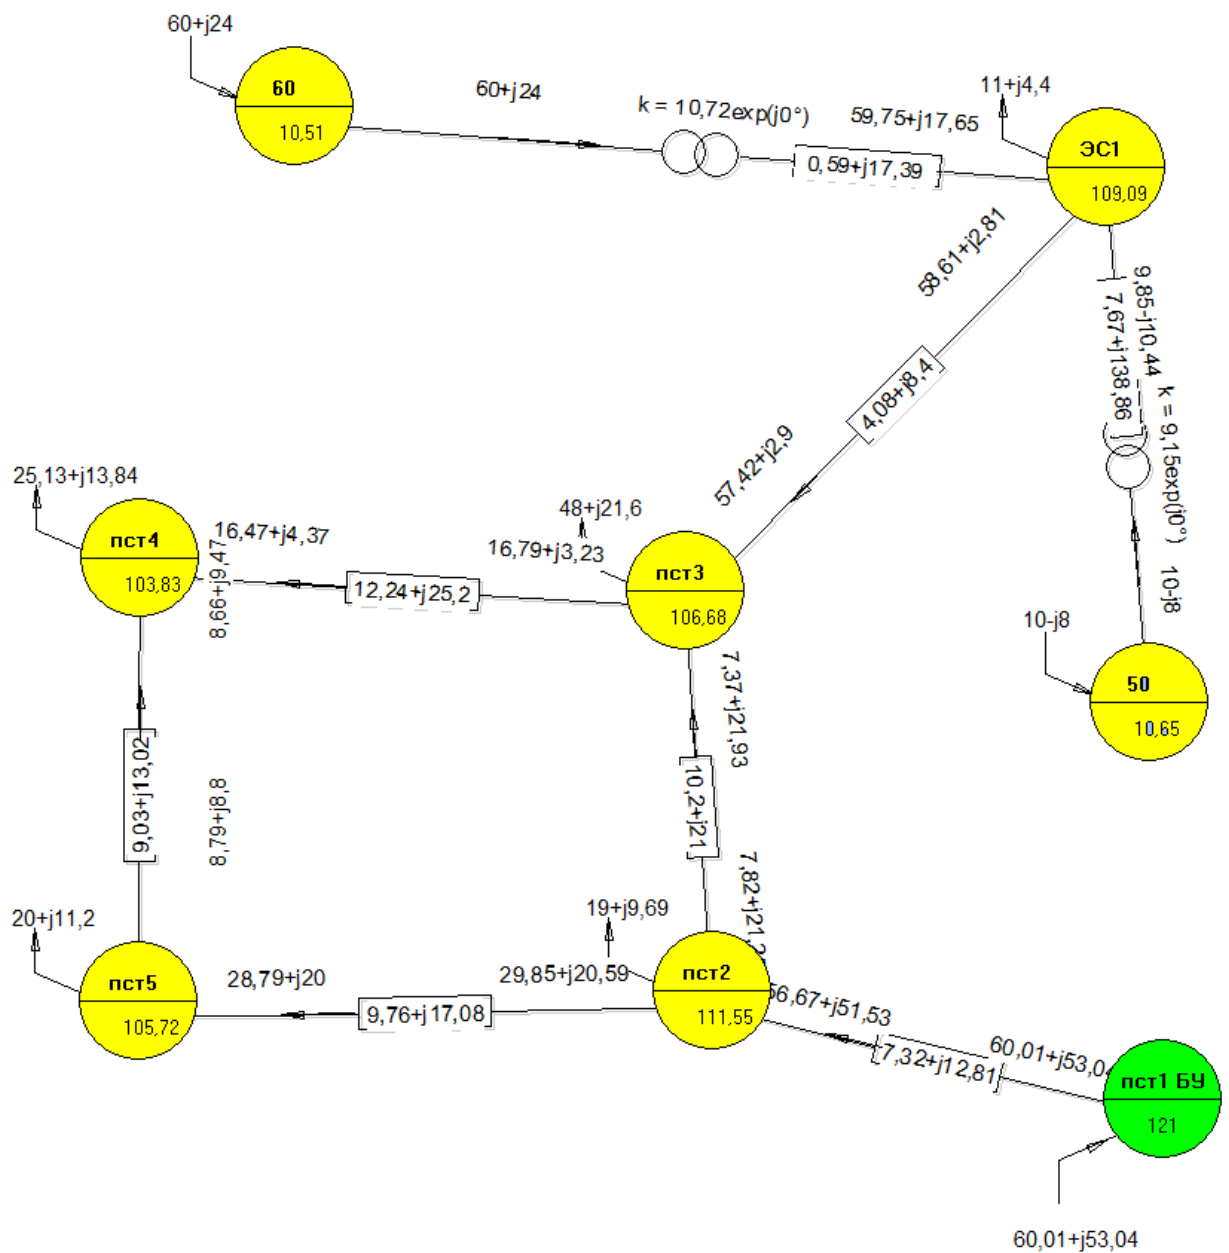 60+j24
60
10,51
60+j24
k = 10,72exp(j0°)
59,75+j17,65
0,59+j17,39
11+j4,4
ЭС1
109,09
58,61+j2,81
4,08+j8,4
57,42+j2,9
9,85-j10,44
7,67+j138,86
k = 9,15exp(j0°)
10-j8
10-j8
50
10,65
25,13+j13,84
пст4
103,83
16,47+j4,37
8,66+j9,47
12,24+j25,2
48+j21,6
16,79+j3,23
пст3
106,68
7,37+j21,93
10,2+j21
7,82+j21,2
9,03+j13,02
8,79+j8,8
20+j11,2
пст5
105,72
28,79+j20
9,76+j17,08
19+j9,69
29,85+j20,59
пст2
111,55
56,67+j51,53
7,32+j12,81
60,01+j53,04
пст1 БУ
121
60,01+j53,04